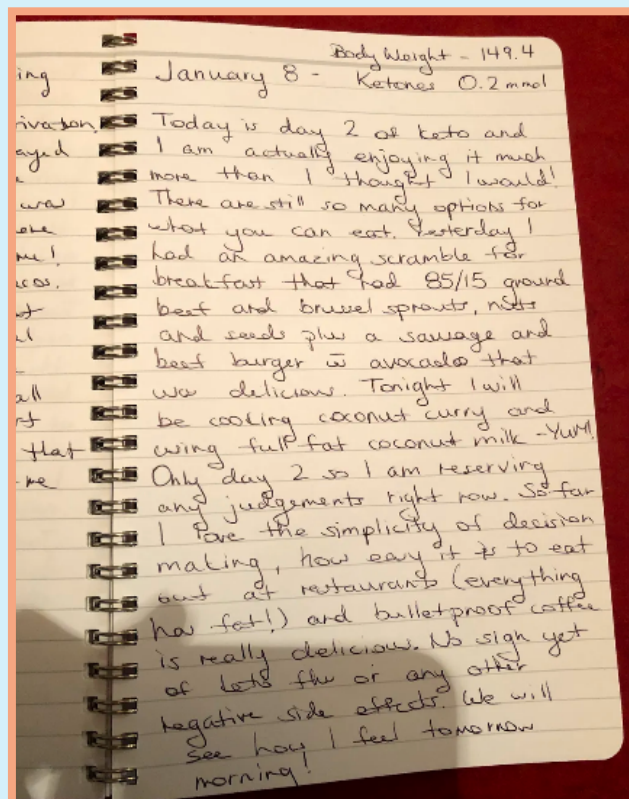 Body Weight - 149.4
January 8 - Ketones 0.2 mmol
Today is day 2 of keto and
I am actually enjoying it much
more than I thought I would!
There are still so many options for
what you can eat. Yesterday I
had an amazing scramble for
breakfast that had 85/15 ground
beef and brussel sprouts, nuts
and seeds plus a sausage and
beef burger c̄ avocado that
was delicious. Tonight I will
be cooking coconut curry and
using full fat coconut milk - YUM!
Only day 2 so I am reserving
any judgements right now. So far
I love the simplicity of decision
making, how easy it is to eat
out at restaurants (everything
has fat!) and bulletproof coffee
is really delicious. No sign yet
of keto flu or any other
negative side effects. We will
see how I feel tomorrow
morning!
ing
ayed
was
me!
all
that
me